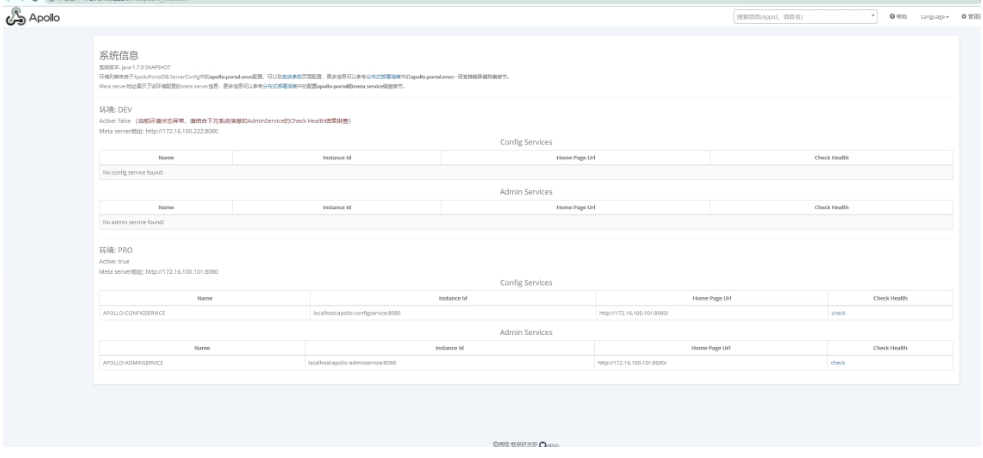 Apollo
搜索项目(AppId、项目名)
帮助
Language
系统信息
系统版本: java-1.7.0-SNAPSHOT
环境列表来自于ApolloPortalDB.ServerConfig中的apollo.portal.envs配置，可以到系统参数页面配置，更多信息可以参考分布式部署指南中的apollo.portal.envs - 可支持的环境列表章节。
Meta server地址展示了该环境配置的meta server信息，更多信息可以参考分布式部署指南中的配置apollo-portal的meta service信息章节。
环境: DEV
Active: false (当前环境状态异常，请结合下方系统信息和AdminService的Check Health结果排查)
Meta server地址: http://172.16.100.222:8080
Config Services
Name Instance Id Home Page Url Check Health
No config service found!
Admin Services
Name Instance Id Home Page Url Check Health
No admin service found!
环境: PRO
Active: true
Meta server地址: http://172.16.100.101:8080
Config Services
Name Instance Id Home Page Url Check Health
APOLLO-CONFIGSERVICE localhost:apollo-configservice:8080 http://172.16.100.101:8080/ check
Admin Services
Name Instance Id Home Page Url Check Health
APOLLO-ADMINSERVICE localhost:apollo-adminservice:8090 http://172.16.100.101:8090/ check
github